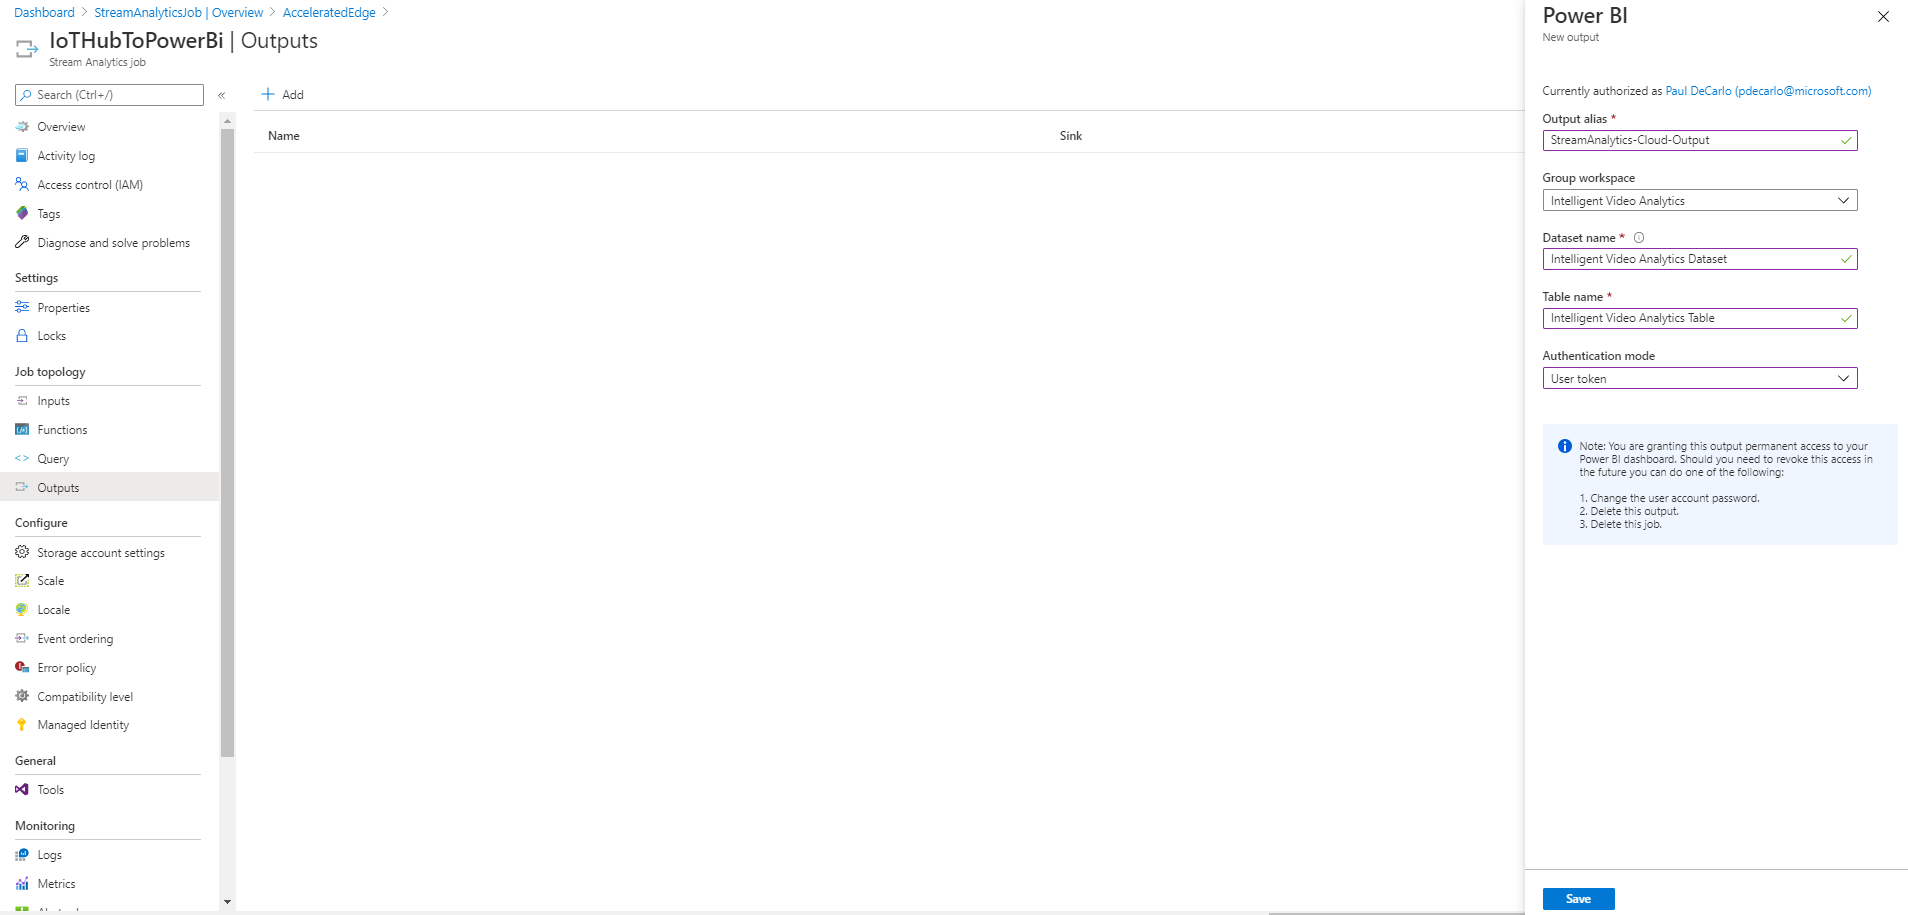 Dashboard > StreamAnalyticsJob | Overview > AcceleratedEdge >
IoTHubToPowerBi | Outputs
Stream Analytics job
Search (Ctrl+/)
«
Overview
Activity log
Access control (IAM)
Tags
Diagnose and solve problems
Settings
Properties
Locks
Job topology
Inputs
Functions
Query
Outputs
Configure
Storage account settings
Scale
Locale
Event ordering
Error policy
Compatibility level
Managed Identity
General
Tools
Monitoring
Logs
Metrics
Add
Name Sink
Power BI
New output
Currently authorized as Paul DeCarlo (pdecarlo@microsoft.com)
Output alias *
StreamAnalytics-Cloud-Output
Group workspace
Intelligent Video Analytics
Dataset name *
Intelligent Video Analytics Dataset
Table name *
Intelligent Video Analytics Table
Authentication mode
User token
Note: You are granting this output permanent access to your
Power BI dashboard. Should you need to revoke this access in
the future you can do one of the following:
1. Change the user account password.
2. Delete this output.
3. Delete this job.
Save